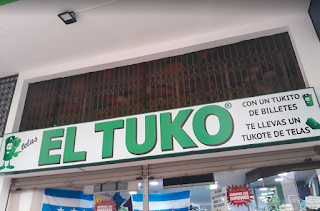 telas
EL TUKO®
CON UN TUKITO
DE BILLETES
TE LLEVAS UN
TUKOTE DE TELAS